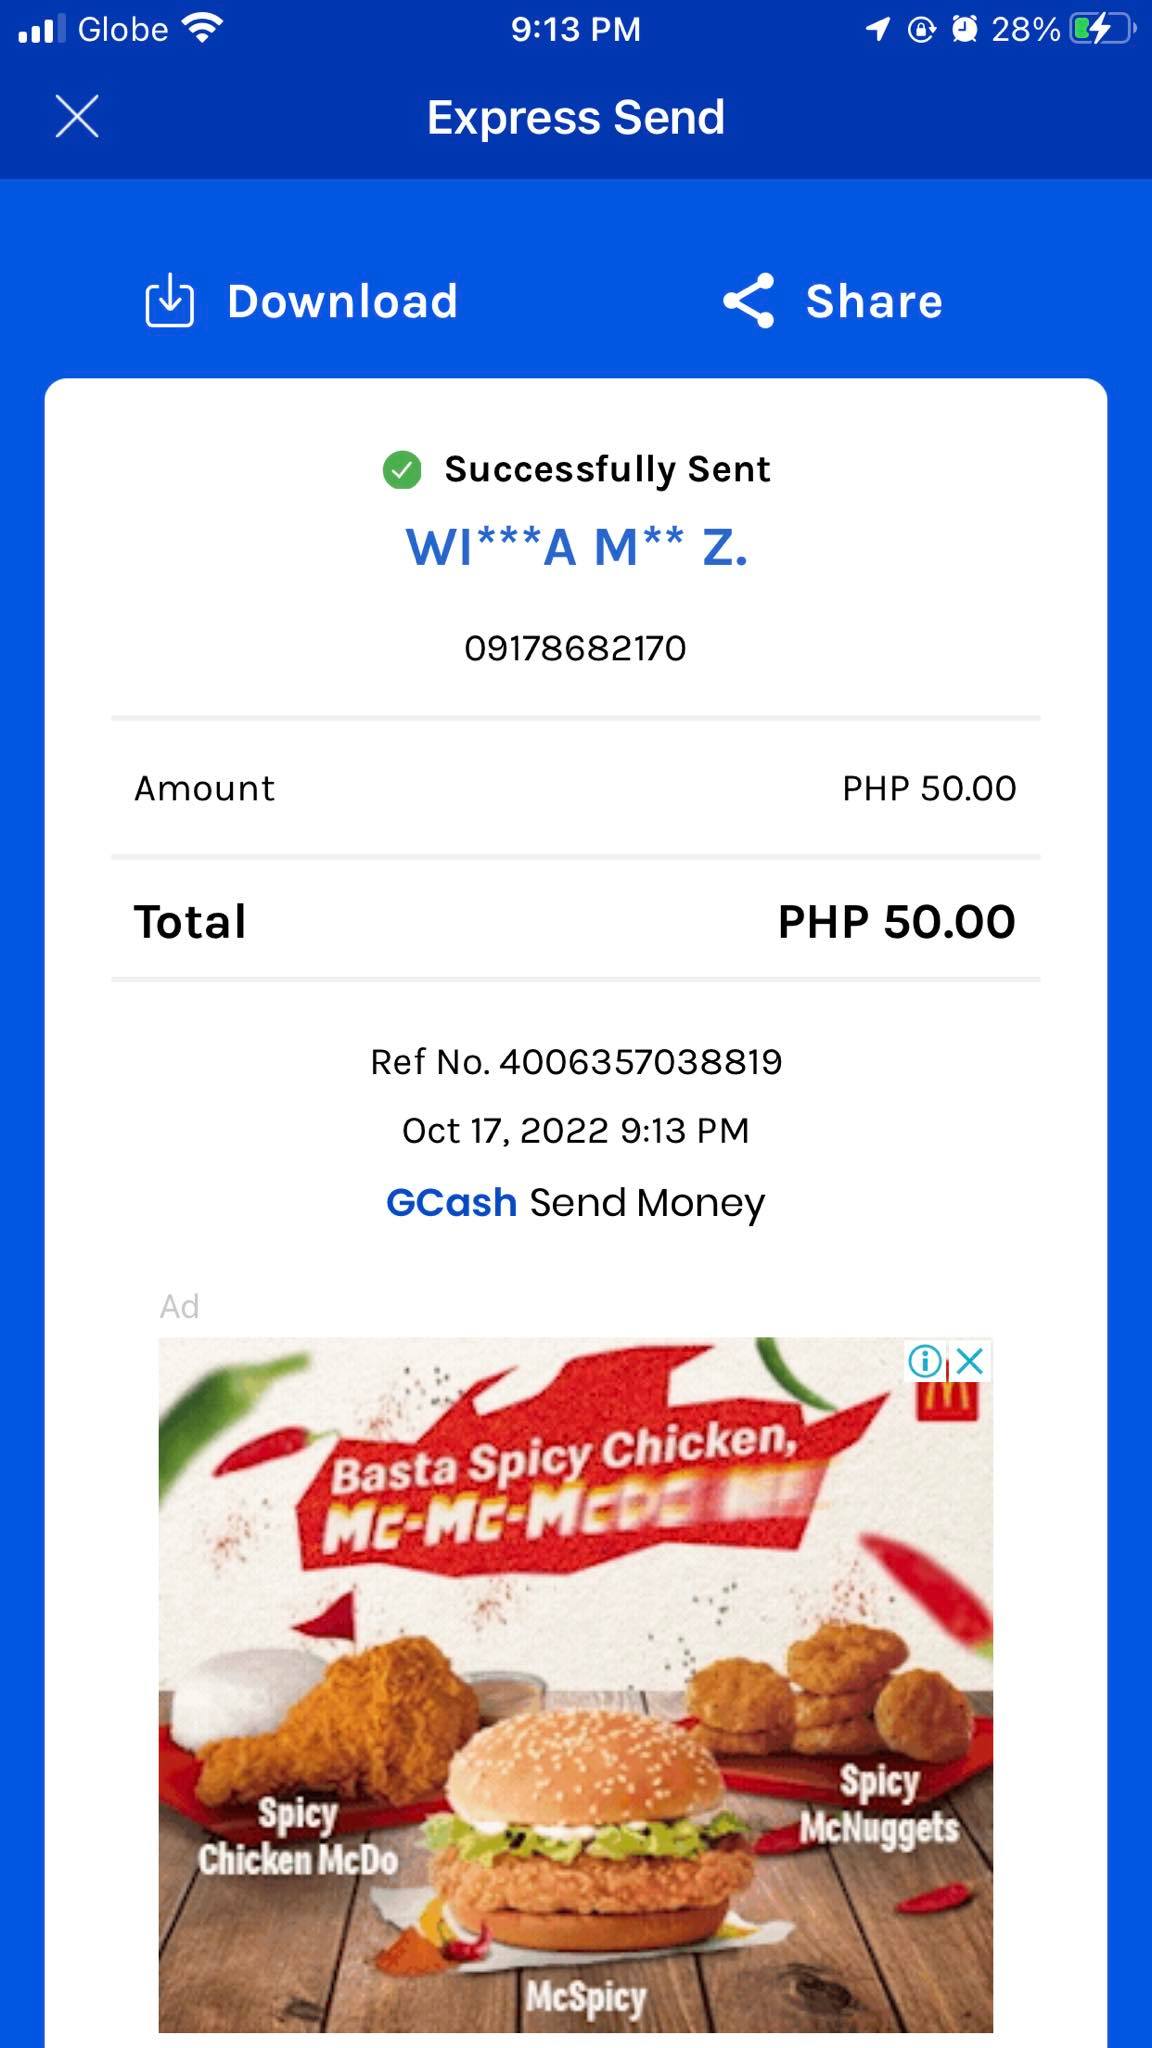 Globe 9:13 PM 28%
Express Send
Download Share
Successfully Sent
WI***A M** Z.
09178682170
Amount PHP 50.00
Total PHP 50.00
Ref No. 4006357038819
Oct 17, 2022 9:13 PM
GCash Send Money
Ad
Basta Spicy Chicken,
Mc-Mc-McDo
Spicy
Chicken McDo
Spicy
McNuggets
McSpicy